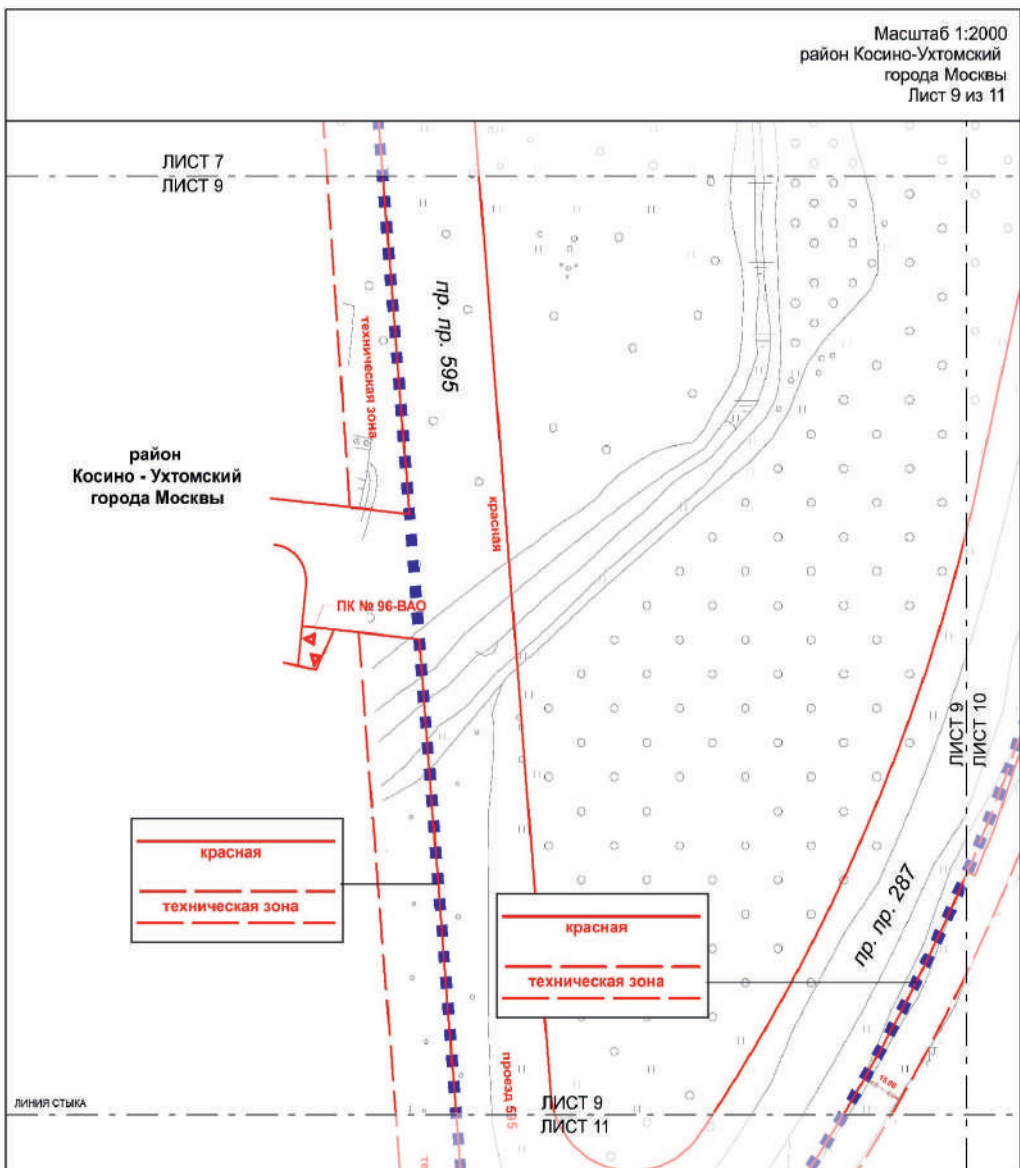 Масштаб 1:2000
район Косино-Ухтомский
города Москвы
Лист 9 из 11
ЛИСТ 7
ЛИСТ 9
пр. пр. 595
техническая зона
район
Косино - Ухтомский
города Москвы
красная
ПК № 96-ВАО
ЛИСТ 9
ЛИСТ 10
красная
техническая зона
красная
техническая зона
пр. пр. 287
15.00
проезд 595
ЛИНИЯ СТЫКА
ЛИСТ 9
ЛИСТ 11